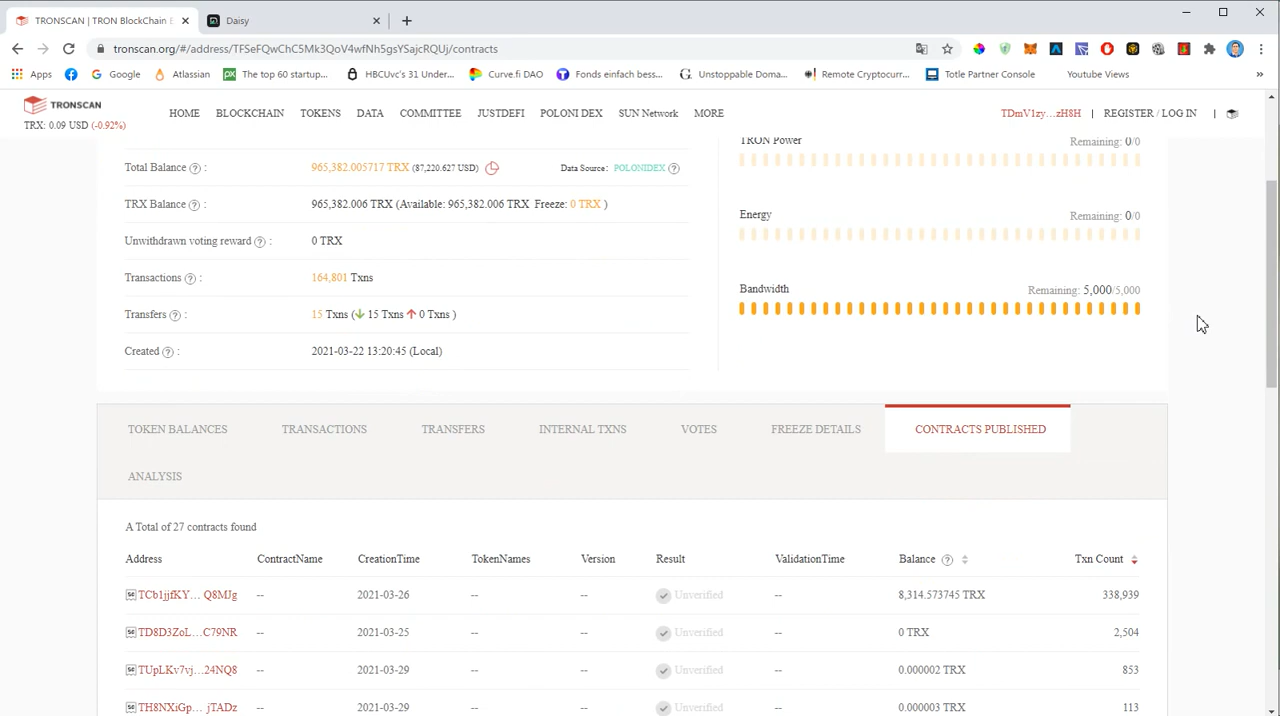 TRONSCAN | TRON BlockChain E
Daisy
tronscan.org/#/address/TFSeFQwChC5Mk3QoV4wfNh5gsYSajcRQUj/contracts
Apps Google Atlassian The top 60 startup... HBCUvc's 31 Under... Curve.fi DAO Fonds einfach bess... Unstoppable Doma... Remote Cryptocurr... Totle Partner Console Youtube Views »
TRONSCAN
TRX: 0.09 USD (-0.92%)
HOME BLOCKCHAIN TOKENS DATA COMMITTEE JUSTDEFI POLONI DEX SUN Network MORE
TDmV1zy...zH8H | REGISTER / LOG IN |
Total Balance ? : 965,382.005717 TRX (87,220.627 USD) Data Source: POLONIDEX ?
TRX Balance ? : 965,382.006 TRX (Available: 965,382.006 TRX Freeze: 0 TRX )
Unwithdrawn voting reward ? : 0 TRX
Transactions ? : 164,801 Txns
Transfers ? : 15 Txns ( 15 Txns 0 Txns )
Created ? : 2021-03-22 13:20:45 (Local)
TRON Power Remaining: 0/0
Energy Remaining: 0/0
Bandwidth Remaining: 5,000/5,000
TOKEN BALANCES TRANSACTIONS TRANSFERS INTERNAL TXNS VOTES FREEZE DETAILS CONTRACTS PUBLISHED
ANALYSIS
A Total of 27 contracts found
Address ContractName CreationTime TokenNames Version Result ValidationTime Balance ? Txn Count
TCb1jjfKY... Q8MJg -- 2021-03-26 -- -- Unverified -- 8,314.573745 TRX 338,939
TD8D3ZoL...C79NR -- 2021-03-25 -- -- Unverified -- 0 TRX 2,504
TUpLKv7vj...24NQ8 -- 2021-03-29 -- -- Unverified -- 0.000002 TRX 853
TH8NXiGp... jTADz -- 2021-03-29 -- -- Unverified -- 0.000003 TRX 113